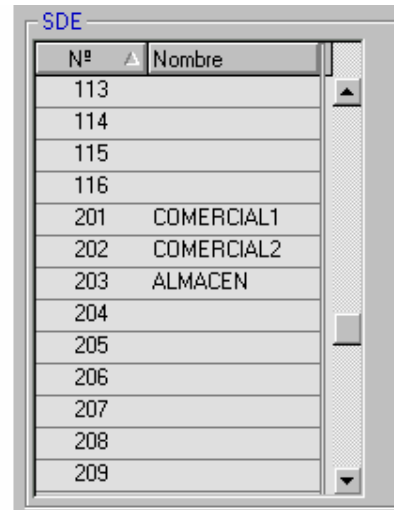 SDE
Nº Nombre
113
114
115
116
201 COMERCIAL1
202 COMERCIAL2
203 ALMACEN
204
205
206
207
208
209